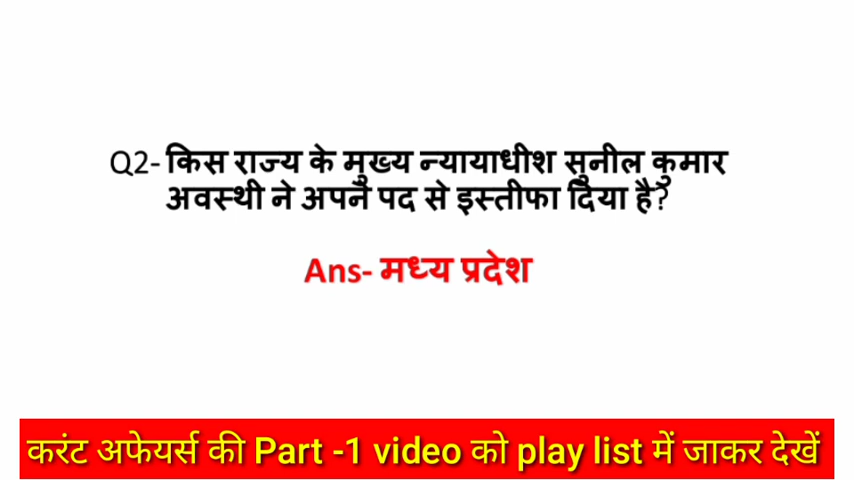 Q2- किस राज्य के मुख्य न्यायाधीश सुनील कुमार
अवस्थी ने अपने पद से इस्तीफा दिया है?
Ans- मध्य प्रदेश
करंट अफेयर्स की Part -1 video को play list में जाकर देखें